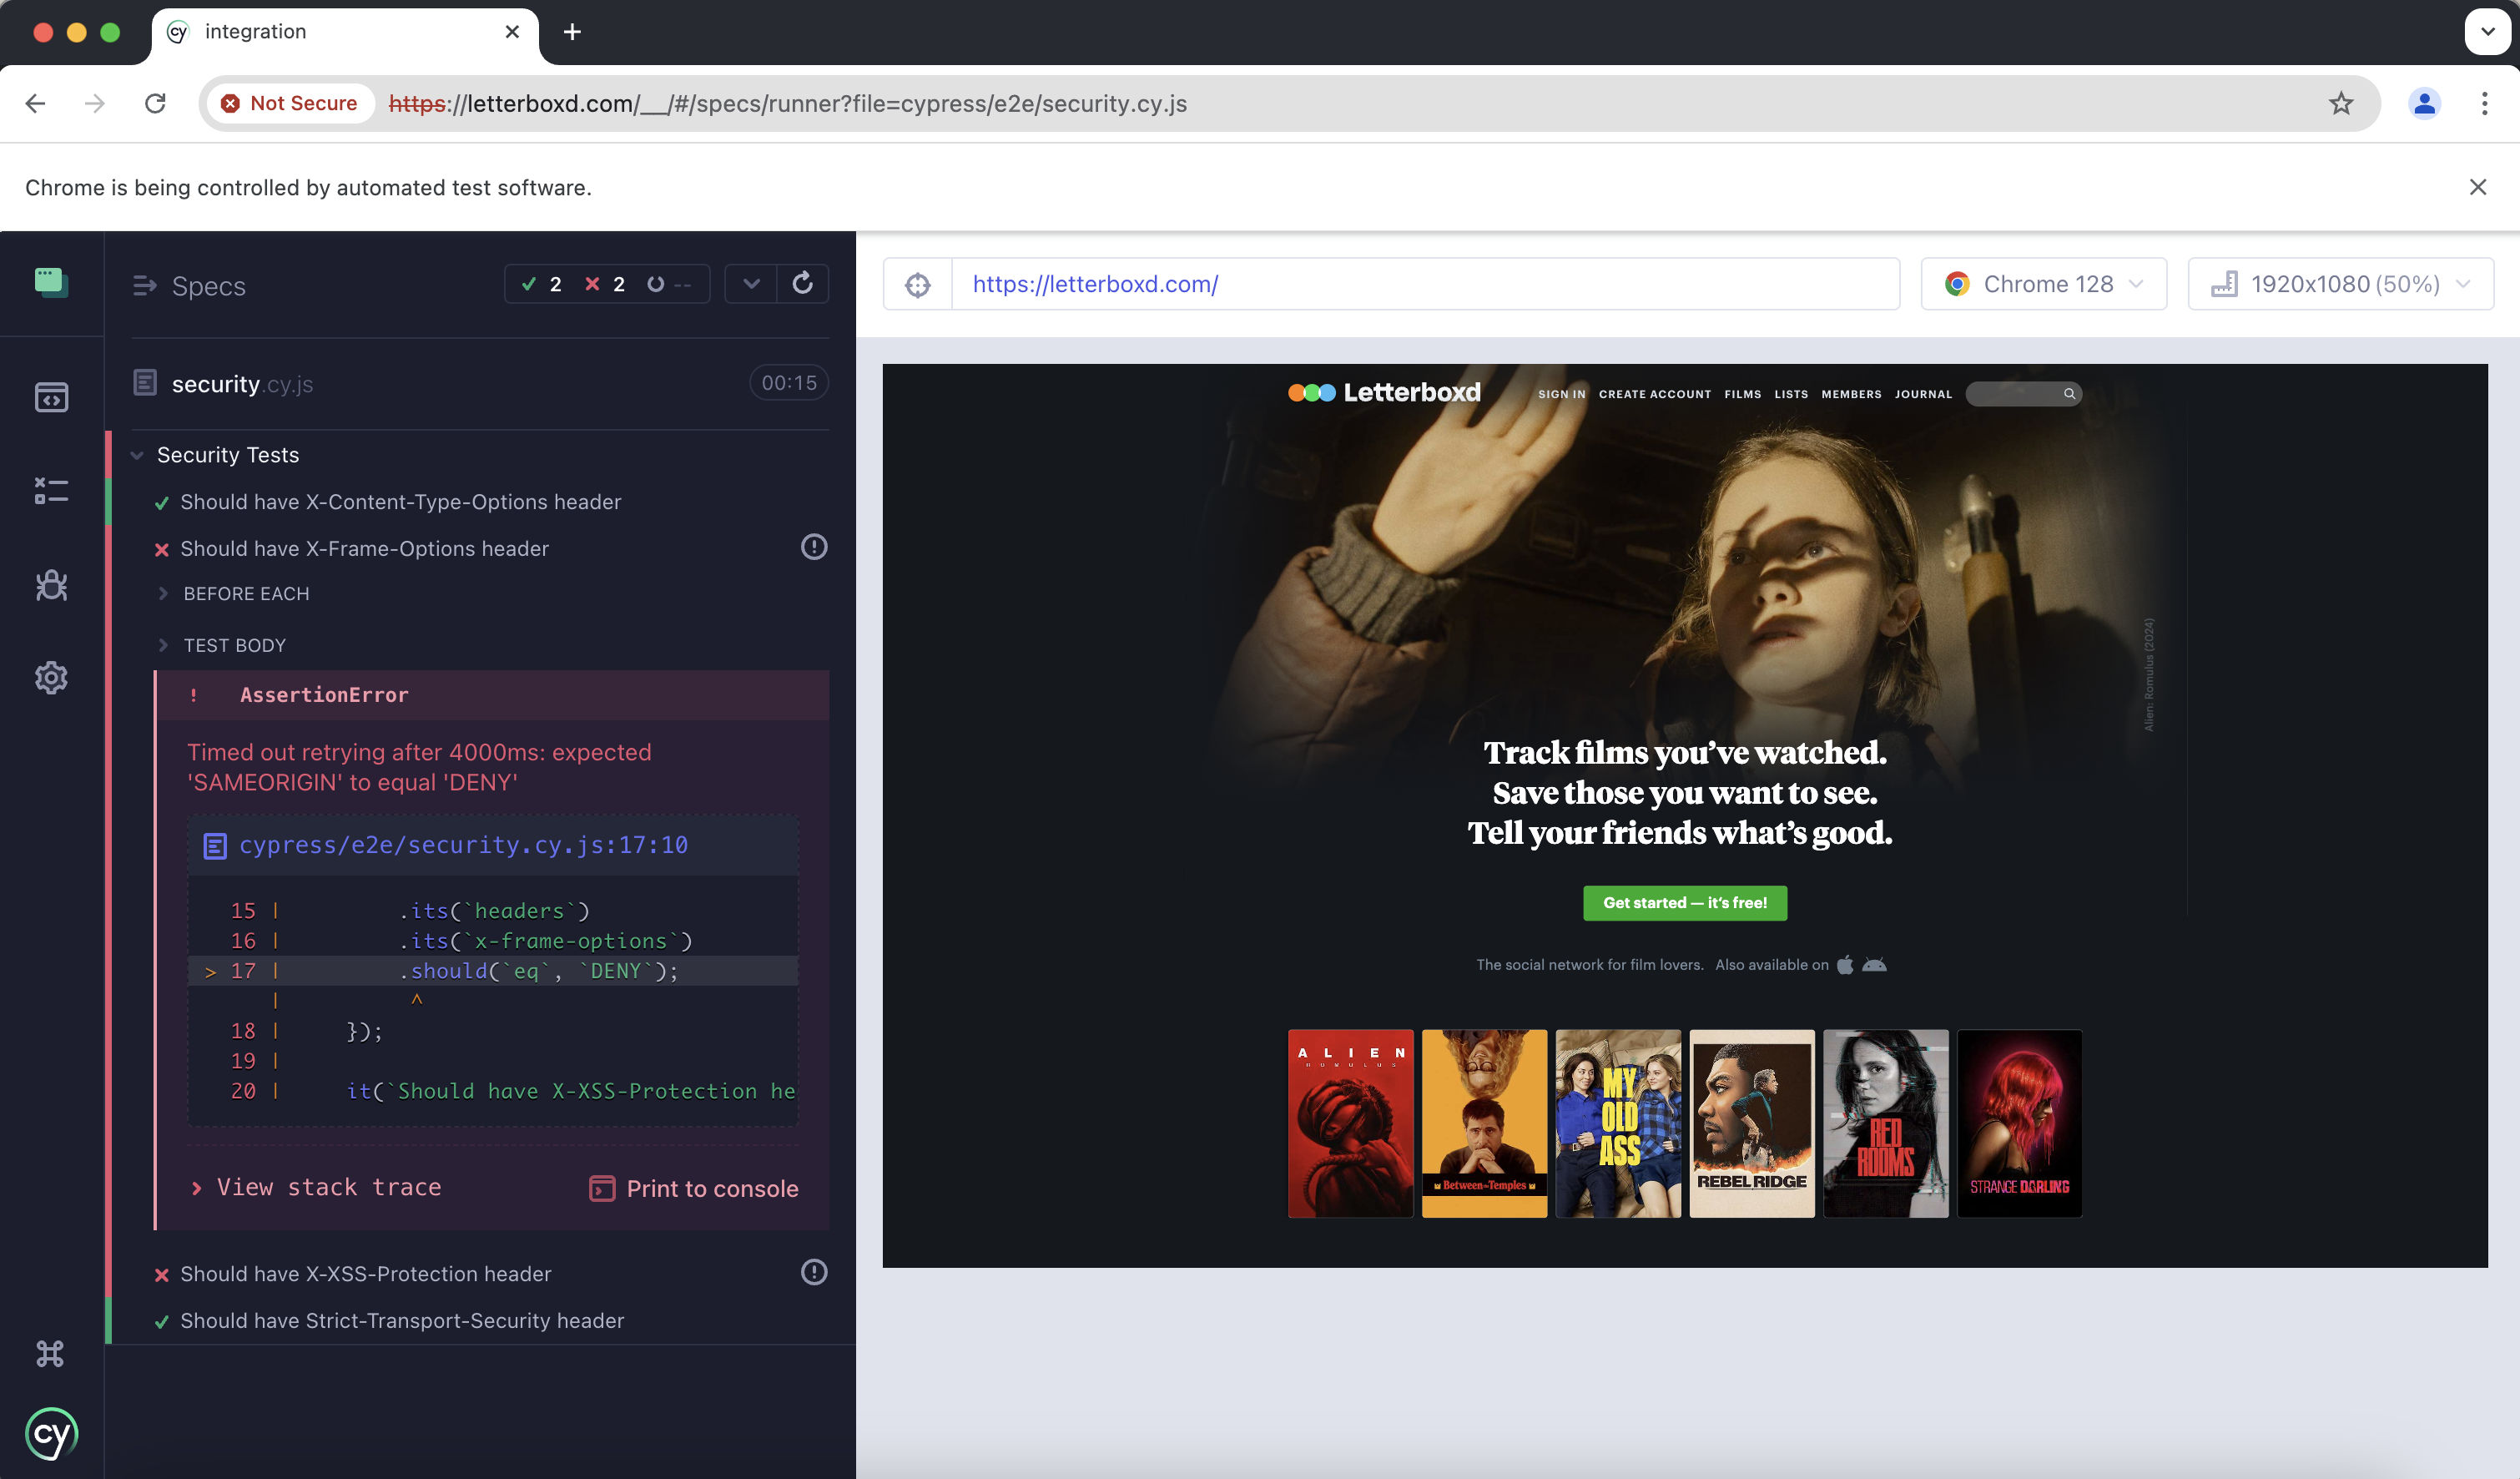 integration
Not Secure https://letterboxd.com/__/#/specs/runner?file=cypress/e2e/security.cy.js
Chrome is being controlled by automated test software.
Specs
2 2 --
security.cy.js
00:15
Security Tests
Should have X-Content-Type-Options header
Should have X-Frame-Options header
BEFORE EACH
TEST BODY
! AssertionError
Timed out retrying after 4000ms: expected
'SAMEORIGIN' to equal 'DENY'
cypress/e2e/security.cy.js:17:10
15 | .its(`headers`)
16 | .its(`x-frame-options`)
> 17 | .should(`eq`, `DENY`);
| ^
18 | });
19 |
20 | it(`Should have X-XSS-Protection he
View stack trace
Print to console
Should have X-XSS-Protection header
Should have Strict-Transport-Security header
cy
https://letterboxd.com/
Chrome 128
1920x1080 (50%)
Letterboxd
SIGN IN CREATE ACCOUNT FILMS LISTS MEMBERS JOURNAL
Alien: Romulus (2024)
Track films you’ve watched.
Save those you want to see.
Tell your friends what’s good.
Get started — it’s free!
The social network for film lovers. Also available on
ALIEN
ROMULUS
Between the Temples
MY
OLD
ASS
REBEL RIDGE
RED
ROOMS
STRANGE DARLING